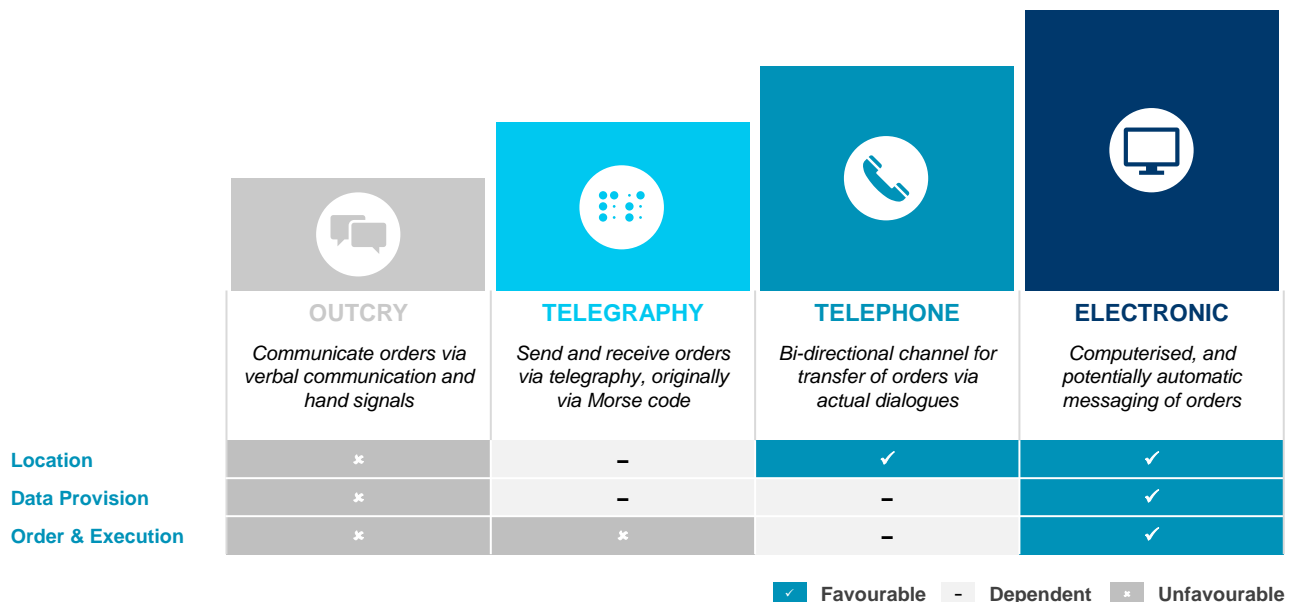 OUTCRY
Communicate orders via
verbal communication and
hand signals
TELEGRAPHY
Send and receive orders
via telegraphy, originally
via Morse code
TELEPHONE
Bi-directional channel for
transfer of orders via
actual dialogues
ELECTRONIC
Computerised, and
potentially automatic
messaging of orders
Location ✖ – ✓ ✓
Data Provision ✖ – – ✓
Order & Execution ✖ ✖ – ✓
✓ Favourable – Dependent ✖ Unfavourable